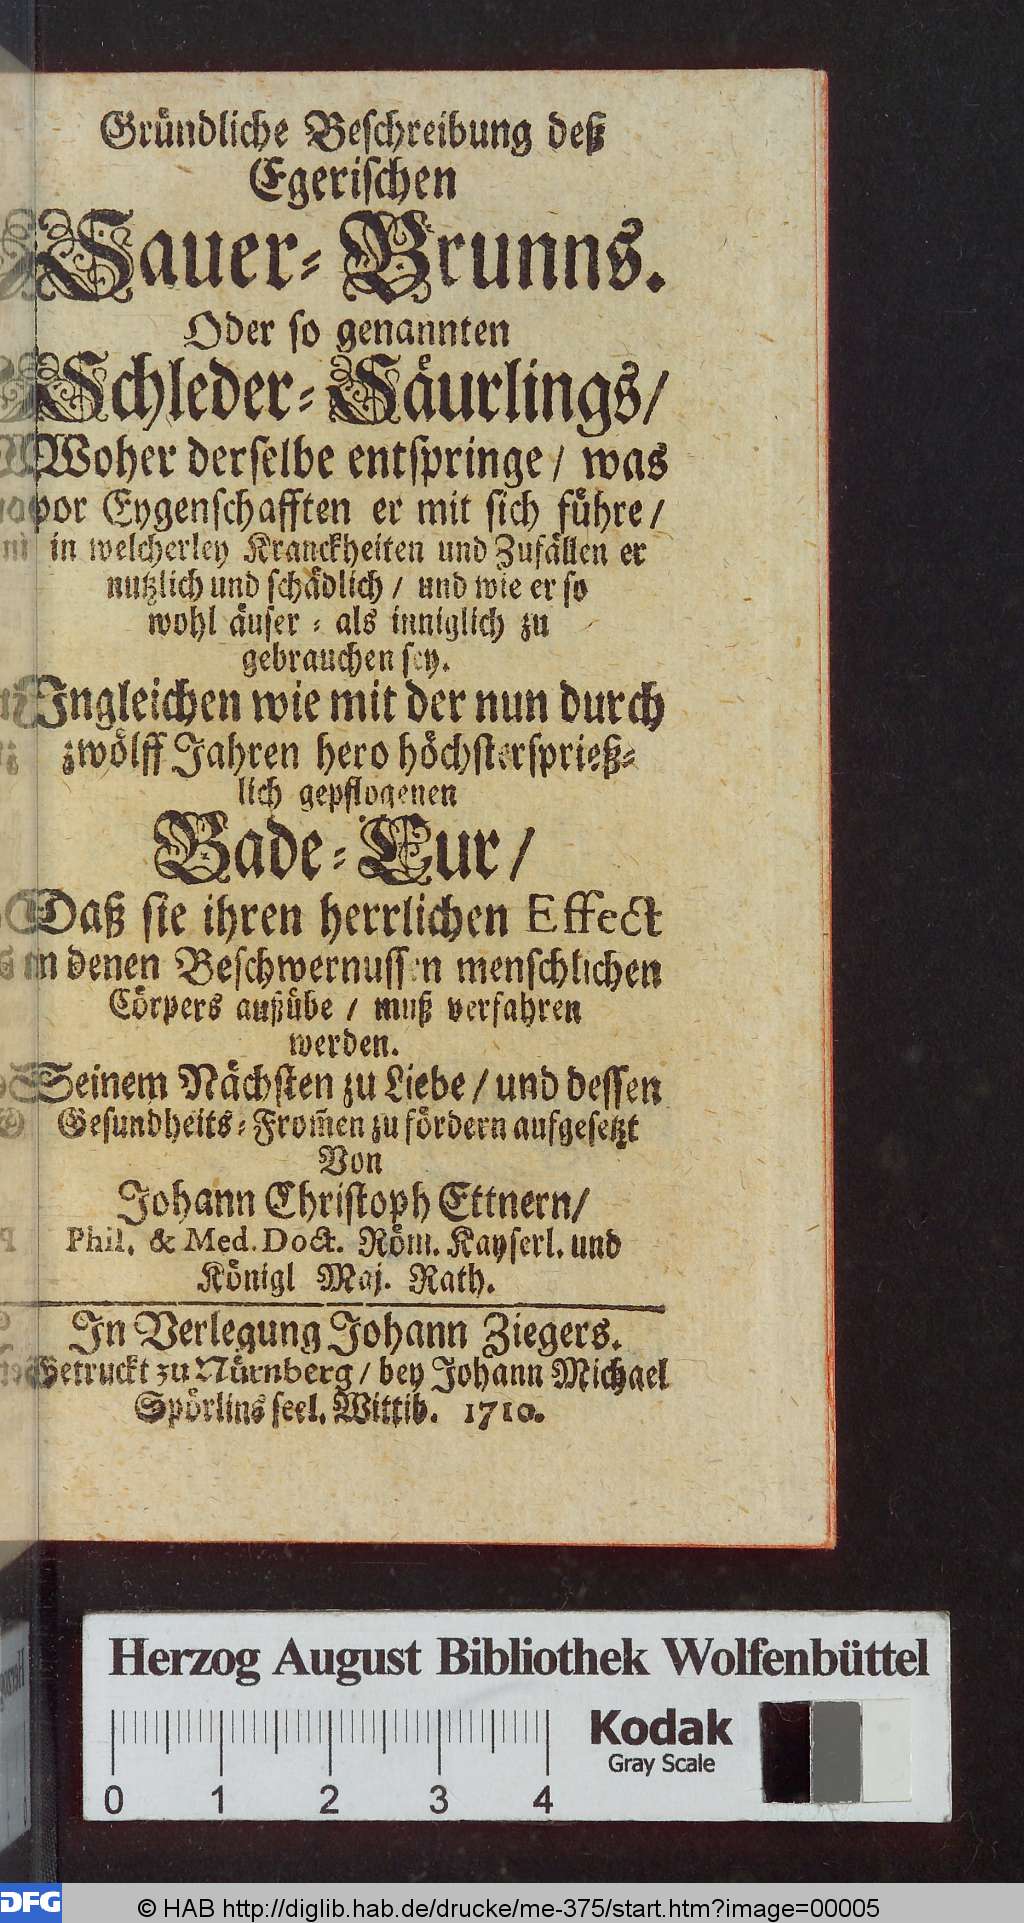 Gründliche Beschreibung deß
Egerischen
Sauer-Brunns.
Oder so genannten
Schleder-Säurlings/
Woher derselbe entspringe/ was
vor Eygenschafften er mit sich führe/
in welcherley Kranckheiten und Zufällen er
nutzlich und schädlich/ und wie er so
wohl äuser-als inniglich zu
gebrauchen sey.
Ingleichen wie mit der nun durch
zwölff Jahren hero höchstersprieß-
lich gepflogenen
Bade-Cur/
Daß sie ihren herrlichen Effect
in denen Beschwernussen menschlichen
Cörpers außübe/ muß verfahren
werden.
Seinem Nächsten zu Liebe/ und dessen
Gesundheits-From̃en zu fördern aufgesetzt
Von
Johann Christoph Ettnern/
Phil. & Med. Doct. Röm. Kayserl. und
Königl Maj. Rath.
In Verlegung Johann Ziegers.
Getruckt zu Nürnberg/ bey Johann Michael
Spörlins seel. Wittib. 1710.
Herzog August Bibliothek Wolfenbüttel
Kodak
Gray Scale
0 1 2 3 4
DFG
© HAB http://diglib.hab.de/drucke/me-375/start.htm?image=00005